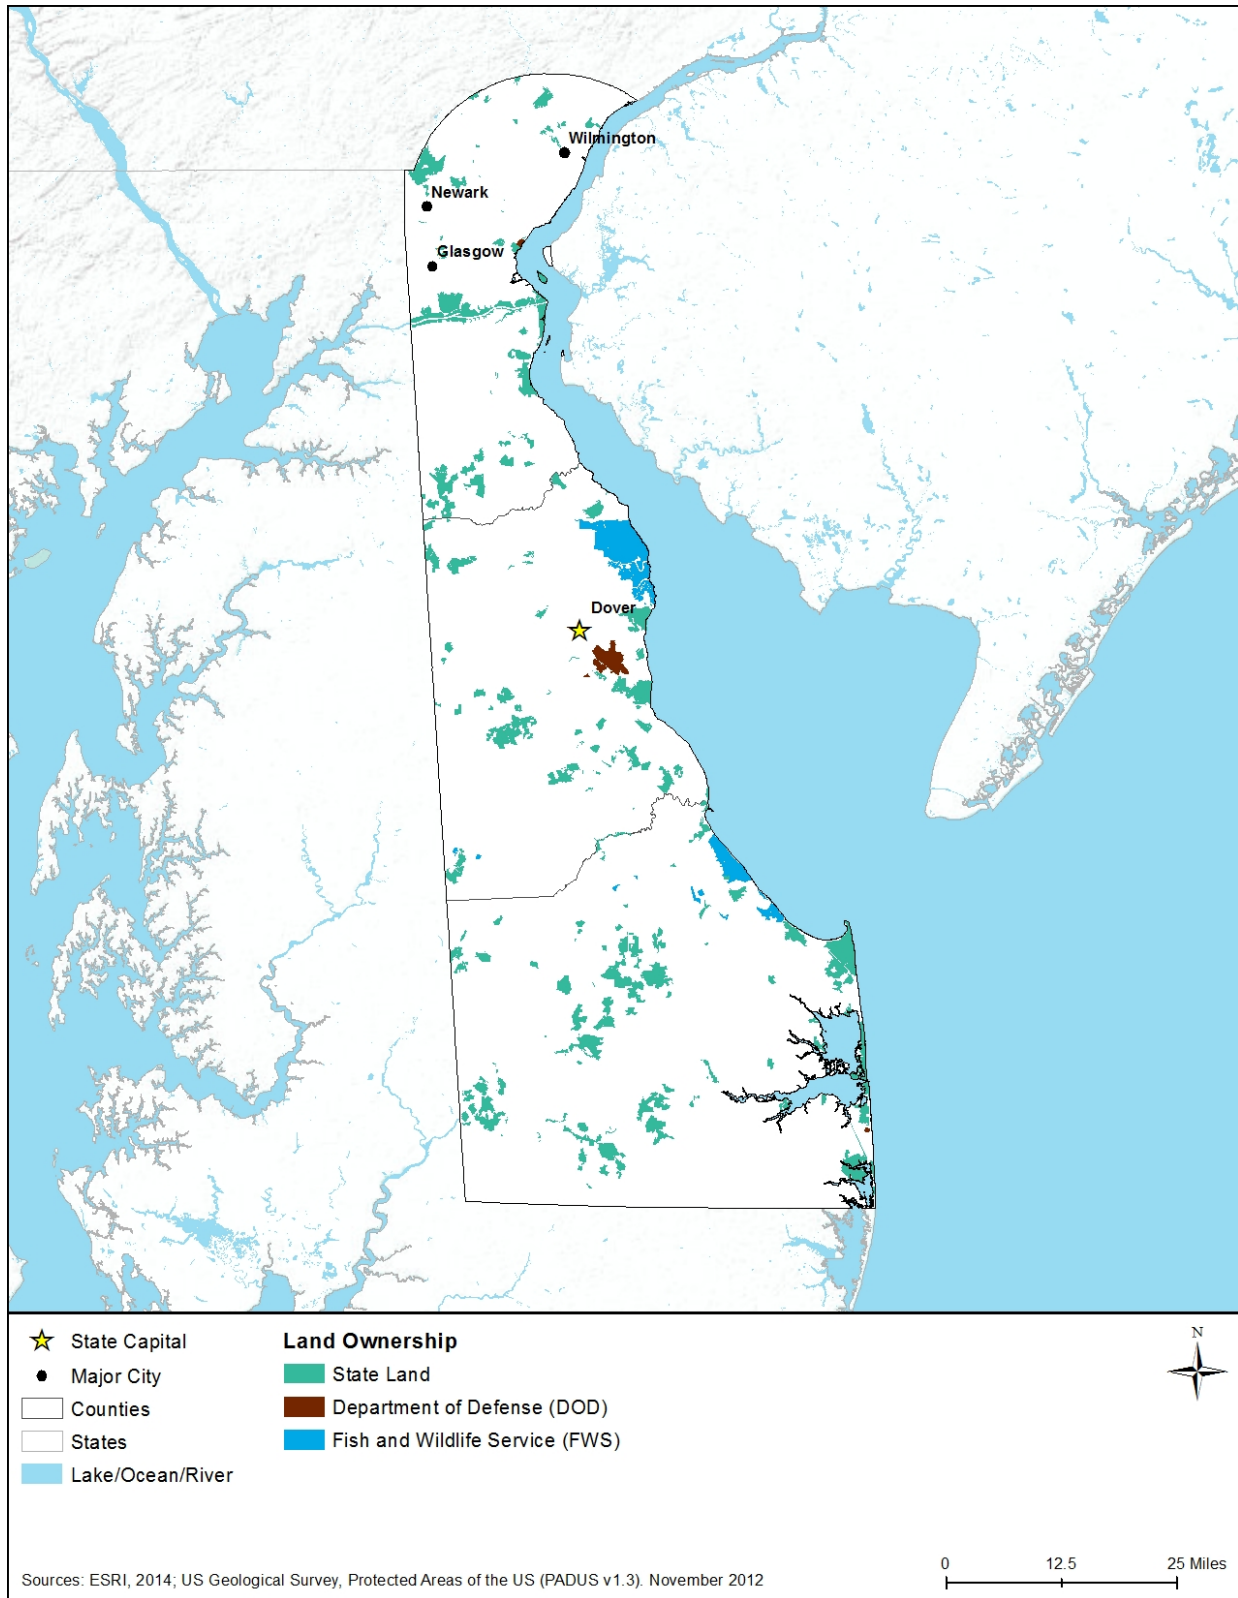 Wilmington
Newark
Glasgow
Dover
State Capital
Major City
Counties
States
Lake/Ocean/River
Land Ownership
State Land
Department of Defense (DOD)
Fish and Wildlife Service (FWS)
N
0 12.5 25 Miles
Sources: ESRI, 2014; US Geological Survey, Protected Areas of the US (PADUS v1.3). November 2012